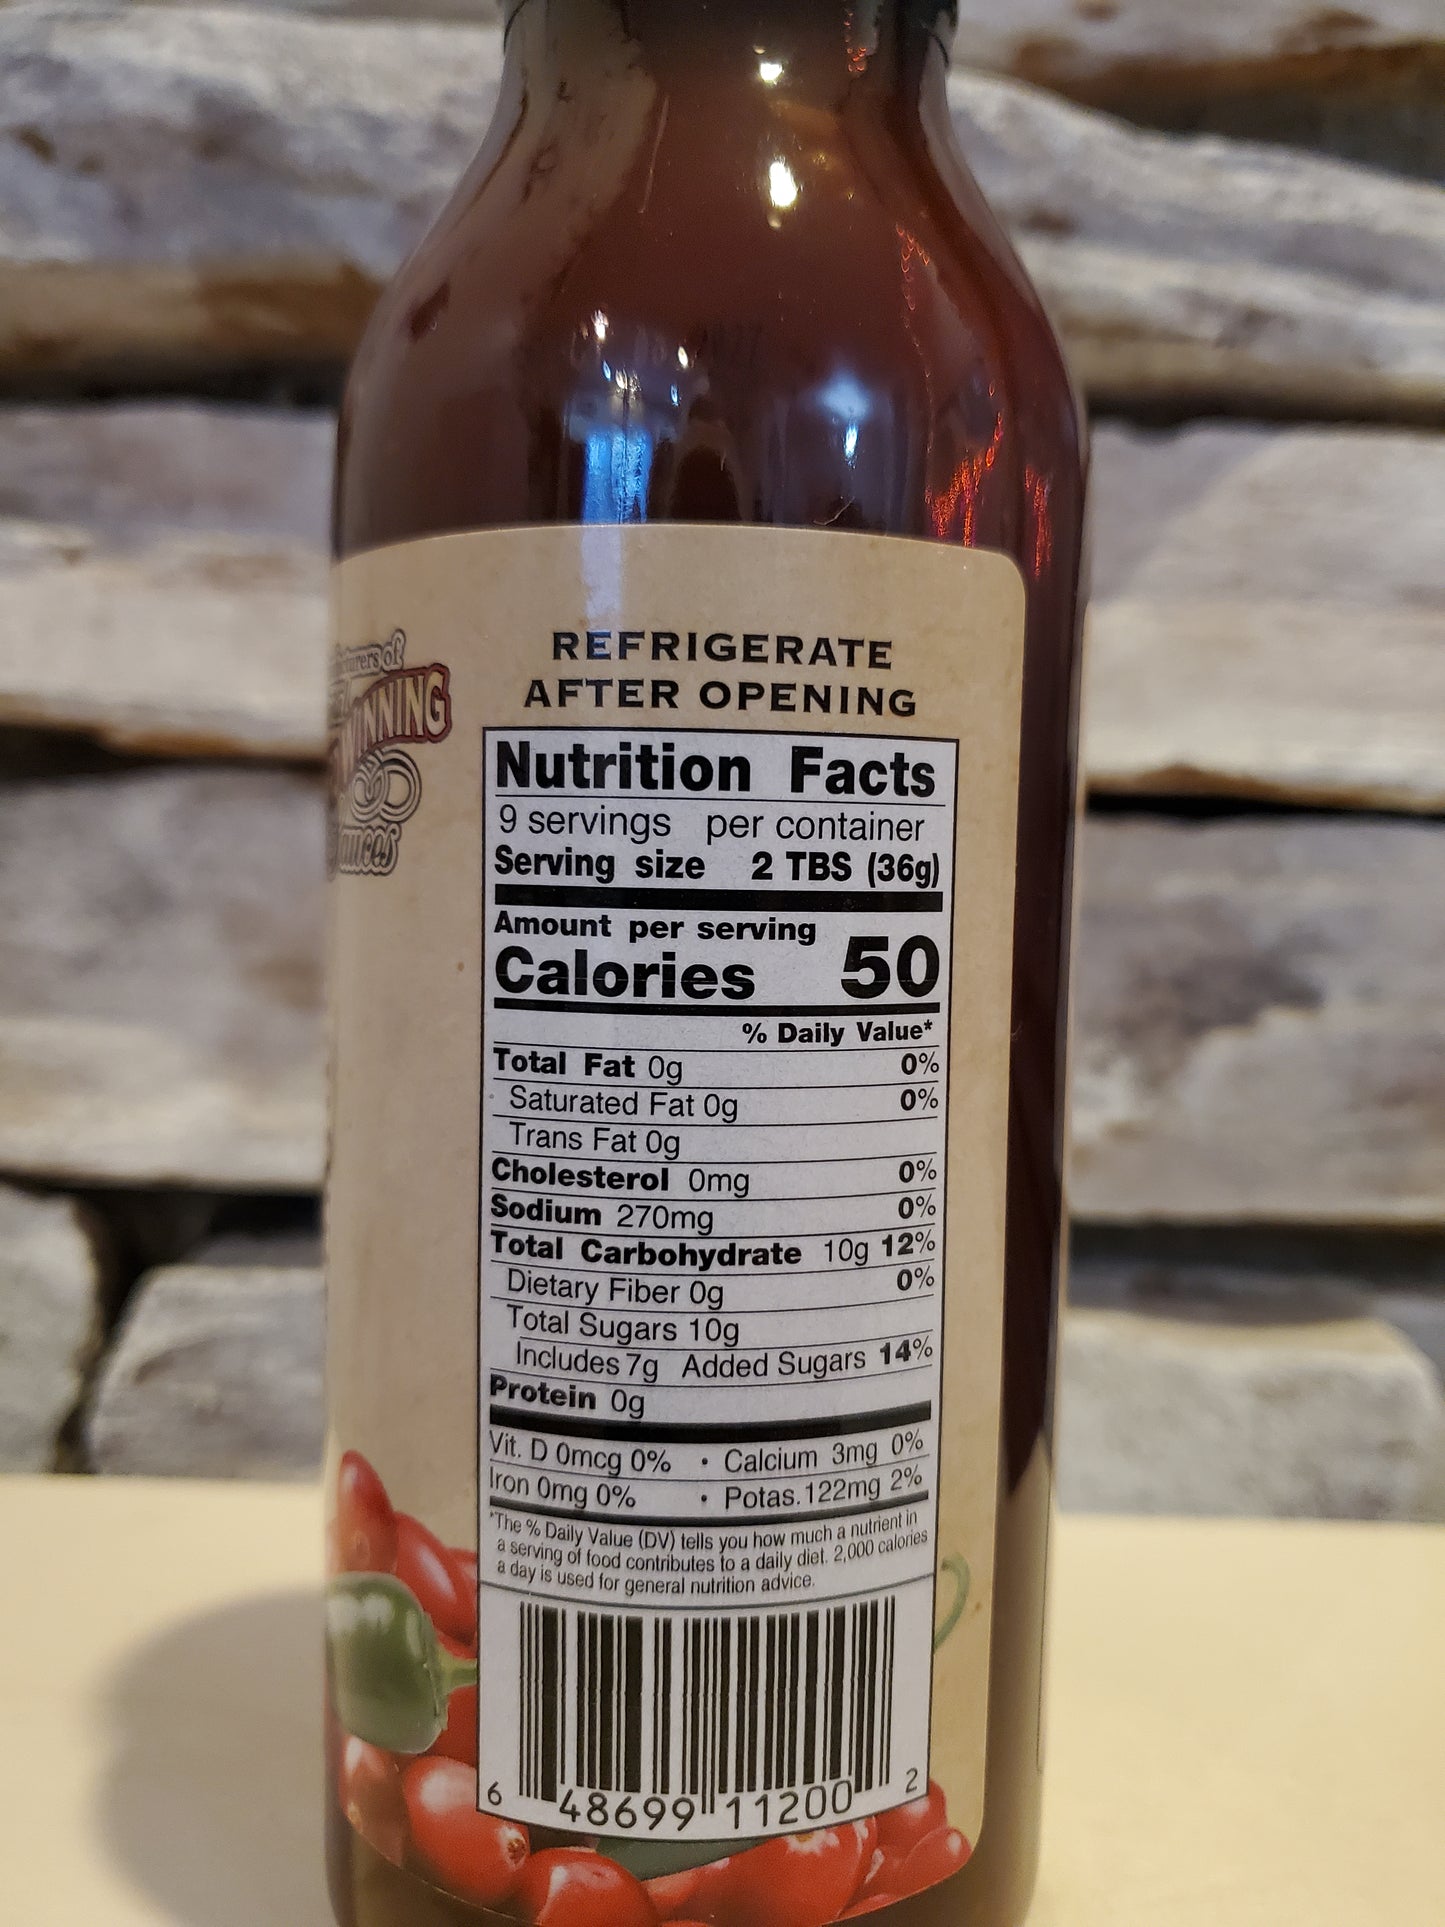 REFRIGERATE
AFTER OPENING
turers of
WINNING
Sauces
Nutrition Facts
9 servings per container
Serving size 2 TBS (36g)
Amount per serving
Calories 50
% Daily Value*
Total Fat 0g 0%
Saturated Fat 0g 0%
Trans Fat 0g
Cholesterol 0mg 0%
Sodium 270mg 0%
Total Carbohydrate 10g 12%
Dietary Fiber 0g 0%
Total Sugars 10g
Includes 7g Added Sugars 14%
Protein 0g
Vit. D 0mcg 0% • Calcium 3mg 0%
Iron 0mg 0% • Potas. 122mg 2%
*The % Daily Value (DV) tells you how much a nutrient in
a serving of food contributes to a daily diet. 2,000 calories
a day is used for general nutrition advice.
6 48699 11200 2